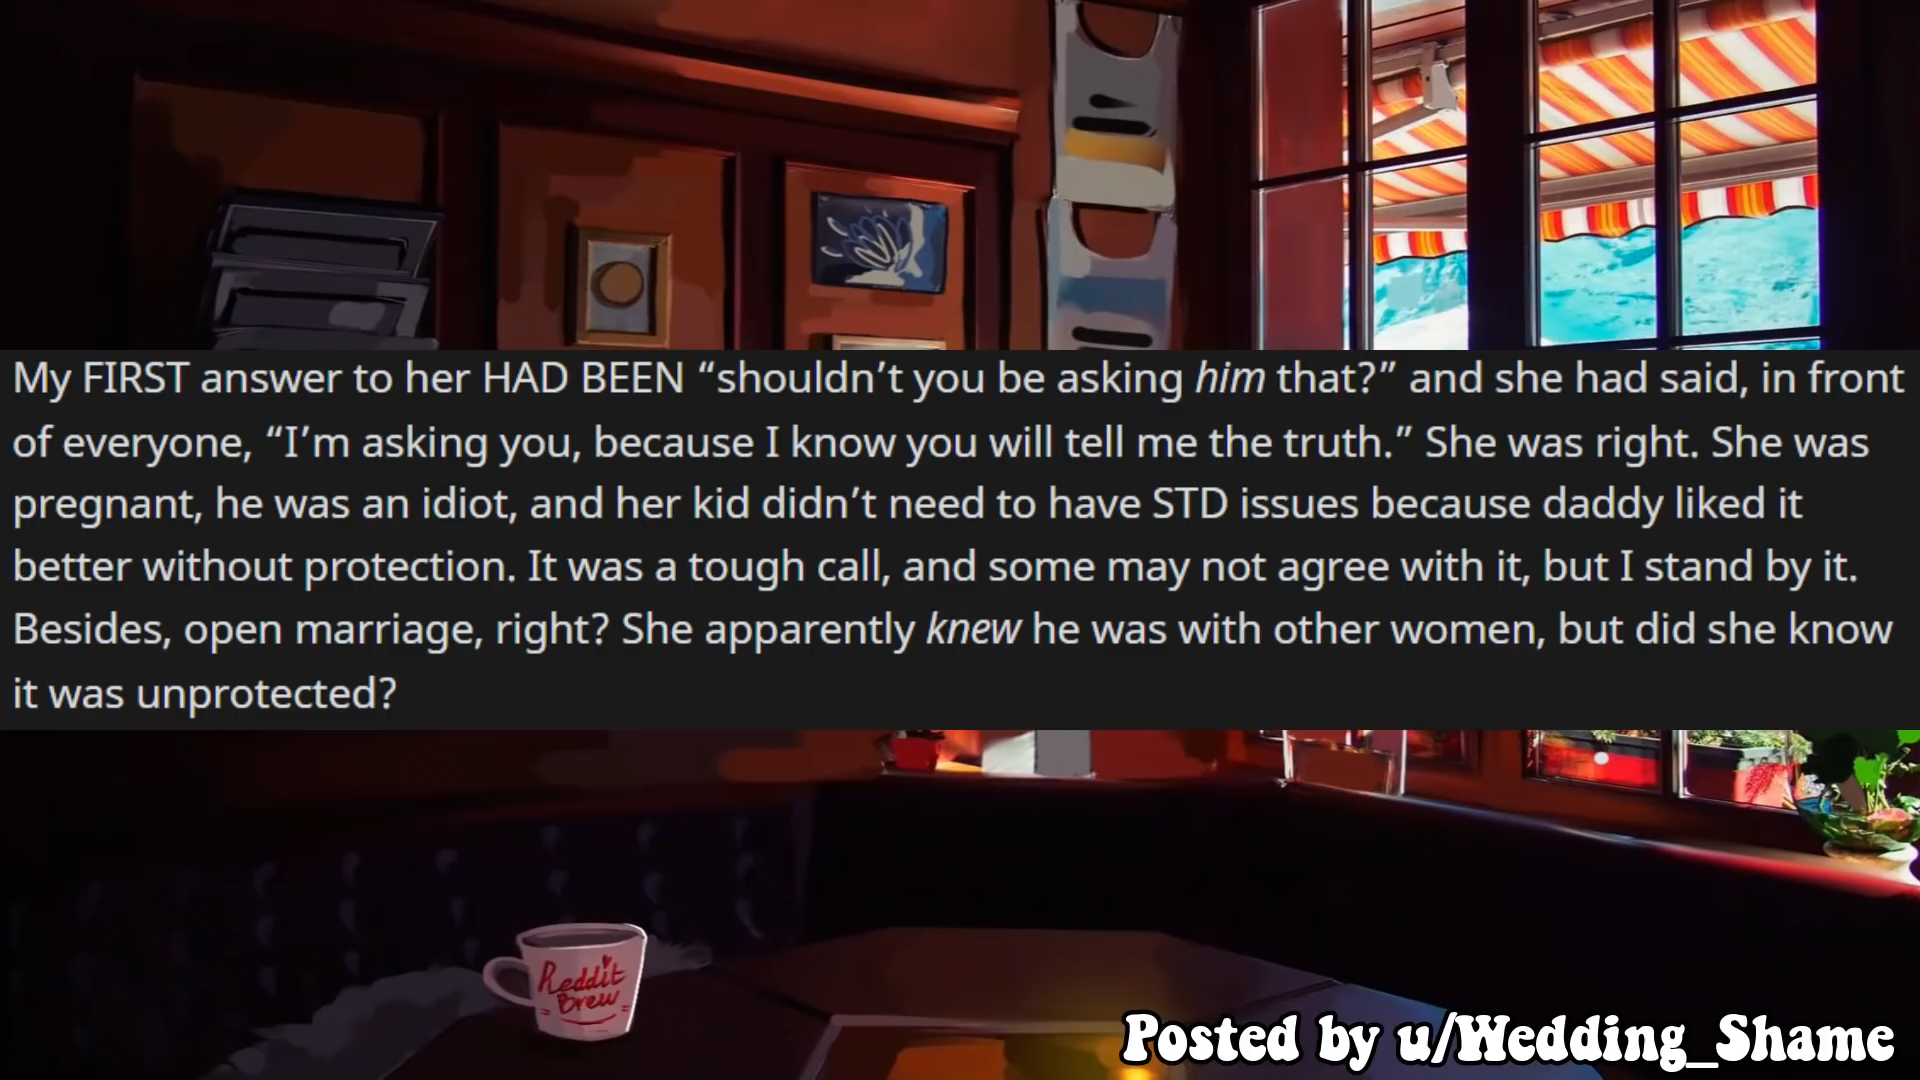 My FIRST answer to her HAD BEEN “shouldn’t you be asking him that?” and she had said, in front
of everyone, “I’m asking you, because I know you will tell me the truth.” She was right. She was
pregnant, he was an idiot, and her kid didn’t need to have STD issues because daddy liked it
better without protection. It was a tough call, and some may not agree with it, but I stand by it.
Besides, open marriage, right? She apparently knew he was with other women, but did she know
it was unprotected?
Reddit
Brew
Posted by u/Wedding_Shame